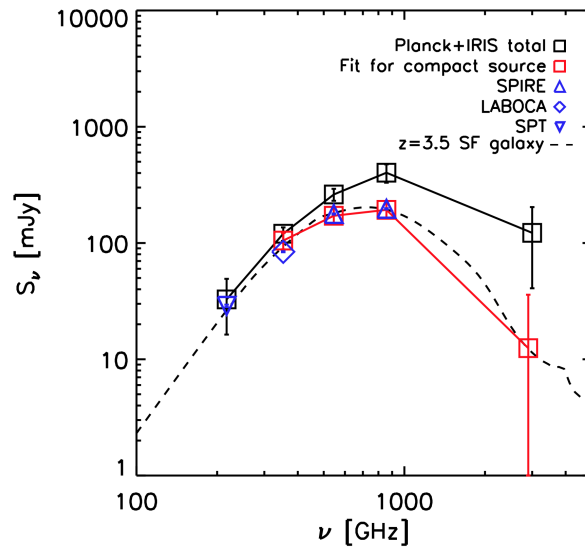 10000
Planck+IRIS total
Fit for compact source
SPIRE
LABOCA
SPT
z=3.5 SF galaxy
1000
100
10
1
Sν [mJy]
100
1000
ν [GHz]